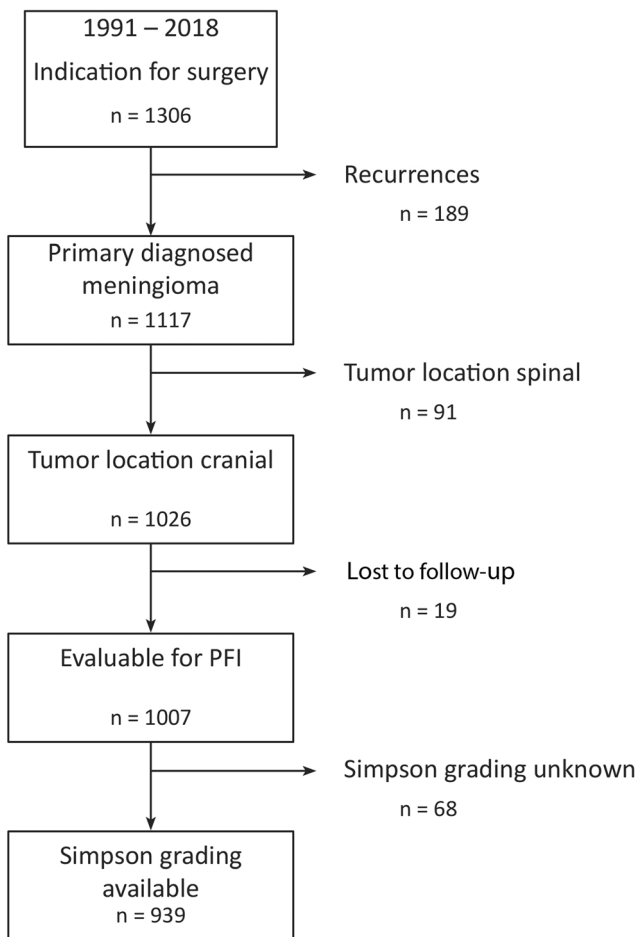 1991 – 2018
Indication for surgery
n = 1306
Recurrences
n = 189
Primary diagnosed
meningioma
n = 1117
Tumor location spinal
n = 91
Tumor location cranial
n = 1026
Lost to follow-up
n = 19
Evaluable for PFI
n = 1007
Simpson grading unknown
n = 68
Simpson grading
available
n = 939